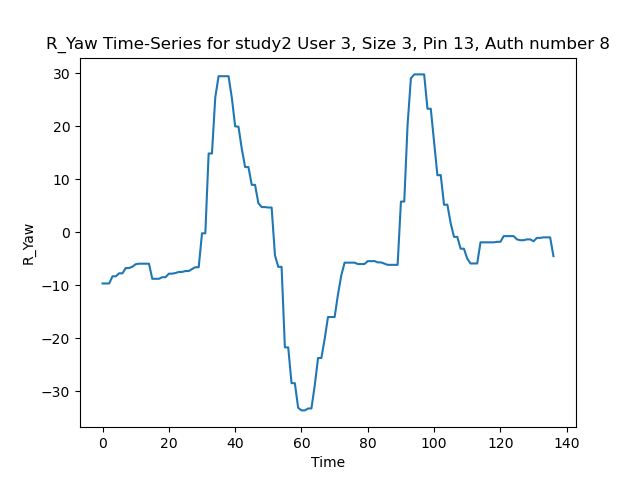 R_Yaw Time-Series for study2 User 3, Size 3, Pin 13, Auth number 8
30
20
10
0
−10
−20
−30
R_Yaw
0 20 40 60 80 100 120 140
Time